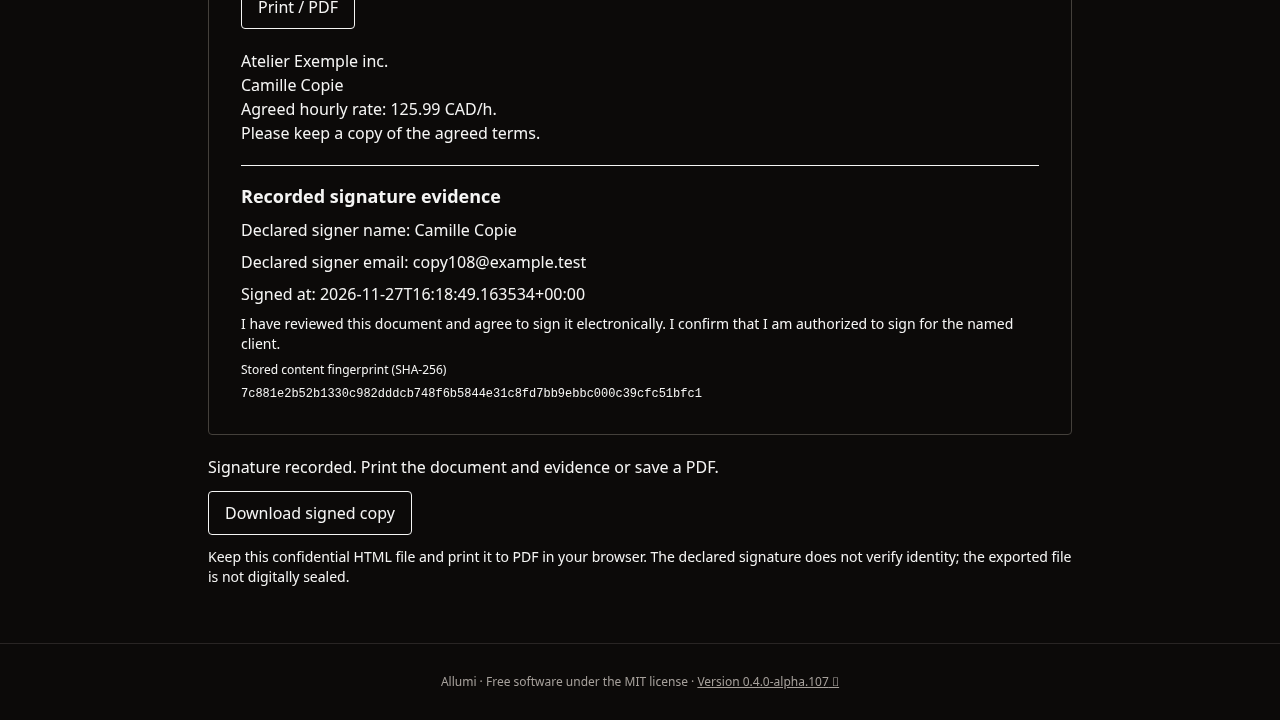 Print / PDF
Atelier Exemple inc.
Camille Copie
Agreed hourly rate: 125.99 CAD/h.
Please keep a copy of the agreed terms.
Recorded signature evidence
Declared signer name: Camille Copie
Declared signer email: copy108@example.test
Signed at: 2026-11-27T16:18:49.163534+00:00
I have reviewed this document and agree to sign it electronically. I confirm that I am authorized to sign for the named
client.
Stored content fingerprint (SHA-256)
7c881e2b52b1330c982dddcb748f6b5844e31c8fd7bb9ebbc000c39cfc51bfc1
Signature recorded. Print the document and evidence or save a PDF.
Download signed copy
Keep this confidential HTML file and print it to PDF in your browser. The declared signature does not verify identity; the exported file
is not digitally sealed.
Allumi · Free software under the MIT license · Version 0.4.0-alpha.107